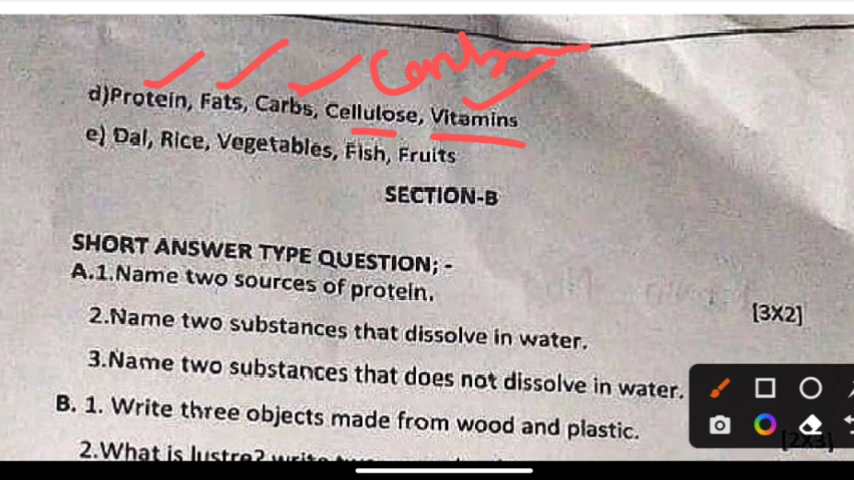 Carb
d)Protein, Fats, Carbs, Cellulose, Vitamins
e) Dal, Rice, Vegetables, Fish, Fruits
SECTION-B
SHORT ANSWER TYPE QUESTION; -
A.1.Name two sources of protein.
[3X2]
2.Name two substances that dissolve in water.
3.Name two substances that does not dissolve in water.
B. 1. Write three objects made from wood and plastic.
[2X3]
2.What is lustre? write